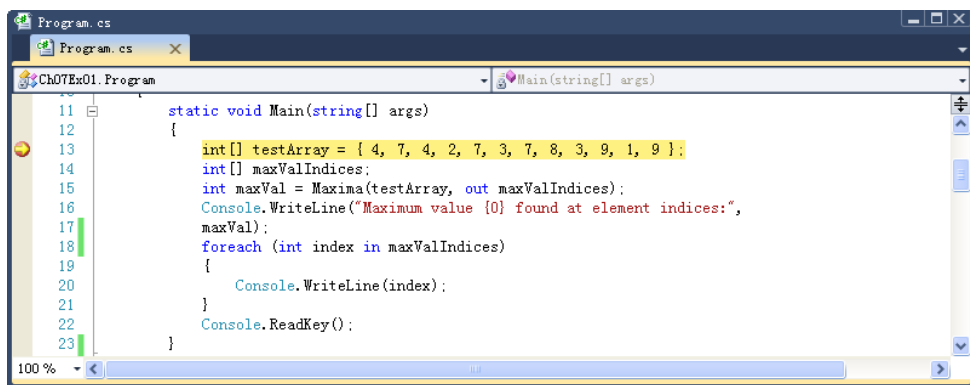 Program.cs
Program.cs
Ch07Ex01.Program
Main(string[] args)
11 static void Main(string[] args)
12 {
13 int[] testArray = { 4, 7, 4, 2, 7, 3, 7, 8, 3, 9, 1, 9 };
14 int[] maxValIndices;
15 int maxVal = Maxima(testArray, out maxValIndices);
16 Console.WriteLine("Maximum value {0} found at element indices:",
17 maxVal);
18 foreach (int index in maxValIndices)
19 {
20 Console.WriteLine(index);
21 }
22 Console.ReadKey();
23 }
100 %